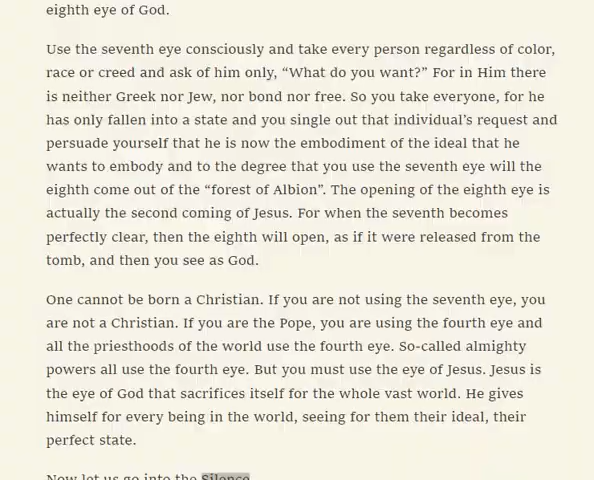 eighth eye of God.
Use the seventh eye consciously and take every person regardless of color,
race or creed and ask of him only, “What do you want?” For in Him there
is neither Greek nor Jew, nor bond nor free. So you take everyone, for he
has only fallen into a state and you single out that individual’s request and
persuade yourself that he is now the embodiment of the ideal that he
wants to embody and to the degree that you use the seventh eye will the
eighth come out of the “forest of Albion”. The opening of the eighth eye is
actually the second coming of Jesus. For when the seventh becomes
perfectly clear, then the eighth will open, as if it were released from the
tomb, and then you see as God.
One cannot be born a Christian. If you are not using the seventh eye, you
are not a Christian. If you are the Pope, you are using the fourth eye and
all the priesthoods of the world use the fourth eye. So-called almighty
powers all use the fourth eye. But you must use the eye of Jesus. Jesus is
the eye of God that sacrifices itself for the whole vast world. He gives
himself for every being in the world, seeing for them their ideal, their
perfect state.
Now let us go into the Silence